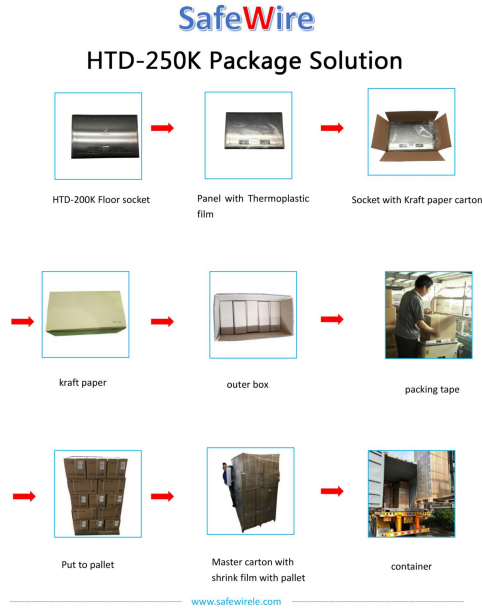 SafeWire
HTD-250K Package Solution
HTD-200K Floor socket
Panel with Thermoplastic
film
Socket with Kraft paper carton
kraft paper
outer box
packing tape
Put to pallet
Master carton with
shrink film with pallet
container
www.safewirele.com